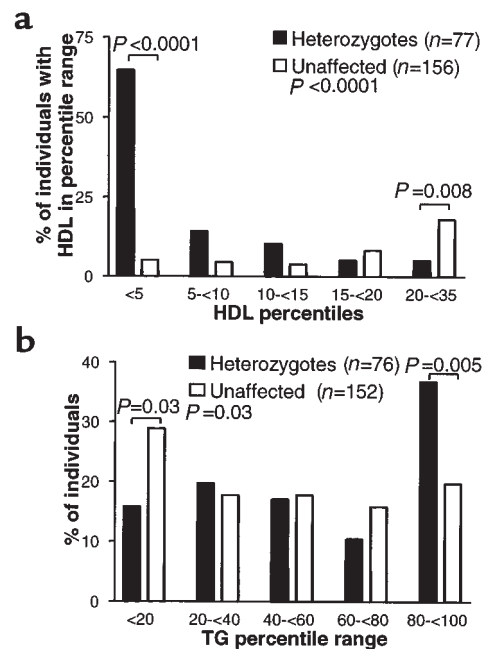 a
75
50
25
0
% of individuals with
HDL in percentile range
P <0.0001
Heterozygotes (n=77)
Unaffected (n=156)
P <0.0001
P =0.008
<5 5-<10 10-<15 15-<20 20-<35
HDL percentiles
b
40
30
20
10
0
% of individuals
Heterozygotes (n=76)
Unaffected (n=152)
P=0.03
P=0.03
P=0.005
<20 20-<40 40-<60 60-<80 80-<100
TG percentile range